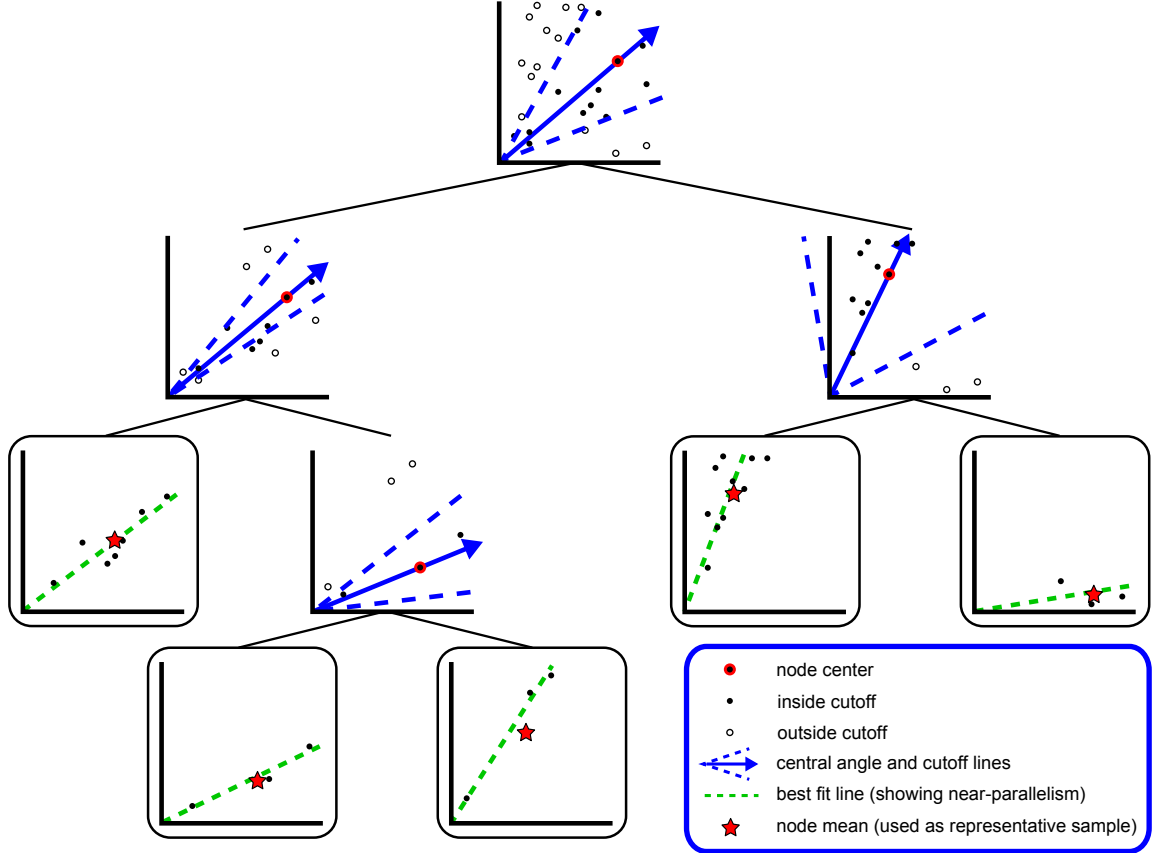 node center
inside cutoff
outside cutoff
central angle and cutoff lines
best fit line (showing near-parallelism)
node mean (used as representative sample)